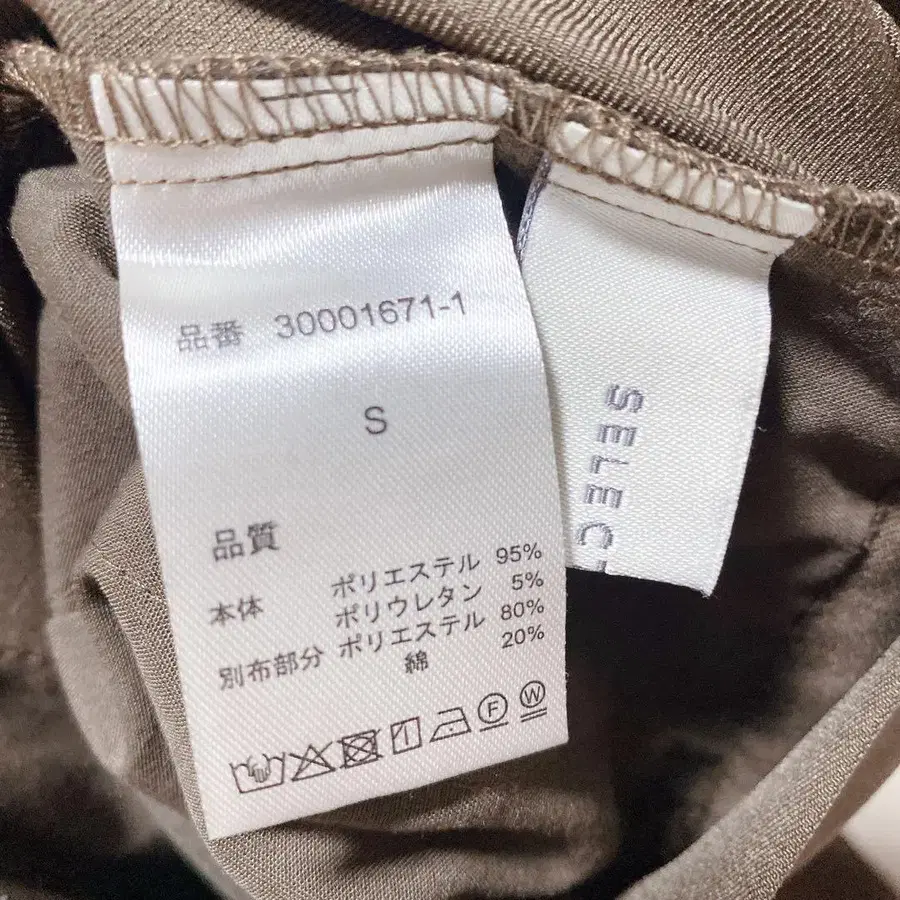 品番 30001671-1
S
品質
本体 ポリエステル 95%
ポリウレタン 5%
別布部分 ポリエステル 80%
綿 20%
F
W
SELEC